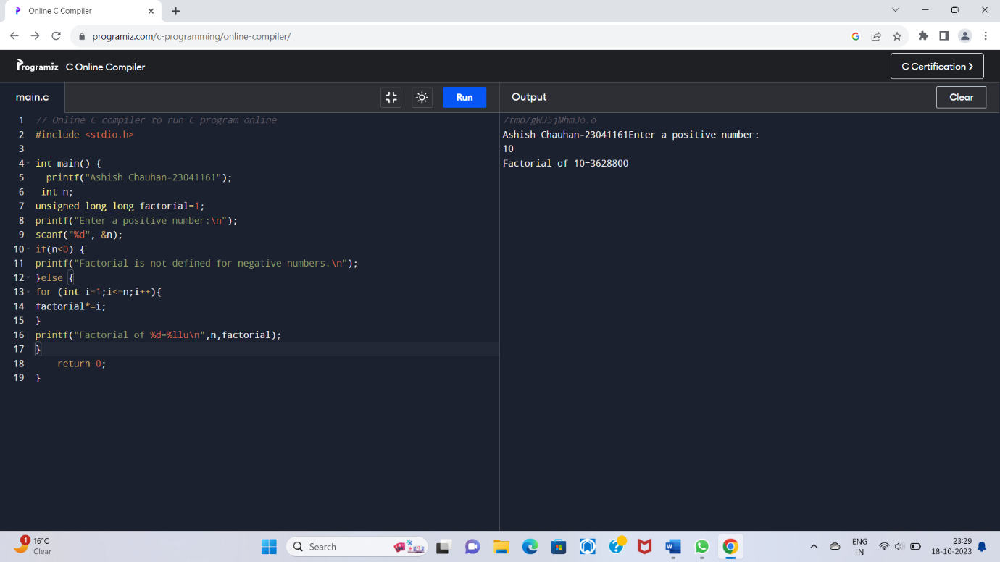 Online C Compiler
programiz.com/c-programming/online-compiler/
Programiz C Online Compiler
C Certification
main.c
Run
Output
Clear
1 // Online C compiler to run C program online
2 #include <stdio.h>
3
4 int main() {
5 printf("Ashish Chauhan-23041161");
6 int n;
7 unsigned long long factorial=1;
8 printf("Enter a positive number:\n");
9 scanf("%d", &n);
10 if(n<0) {
11 printf("Factorial is not defined for negative numbers.\n");
12 }else {
13 for (int i=1;i<=n;i++){
14 factorial*=i;
15 }
16 printf("Factorial of %d=%llu\n",n,factorial);
17 }
18 return 0;
19 }
/tmp/gWJ5jMhmJo.o
Ashish Chauhan-23041161Enter a positive number:
10
Factorial of 10=3628800
1
16°C
Clear
Search
ENG
IN
23:29
18-10-2023